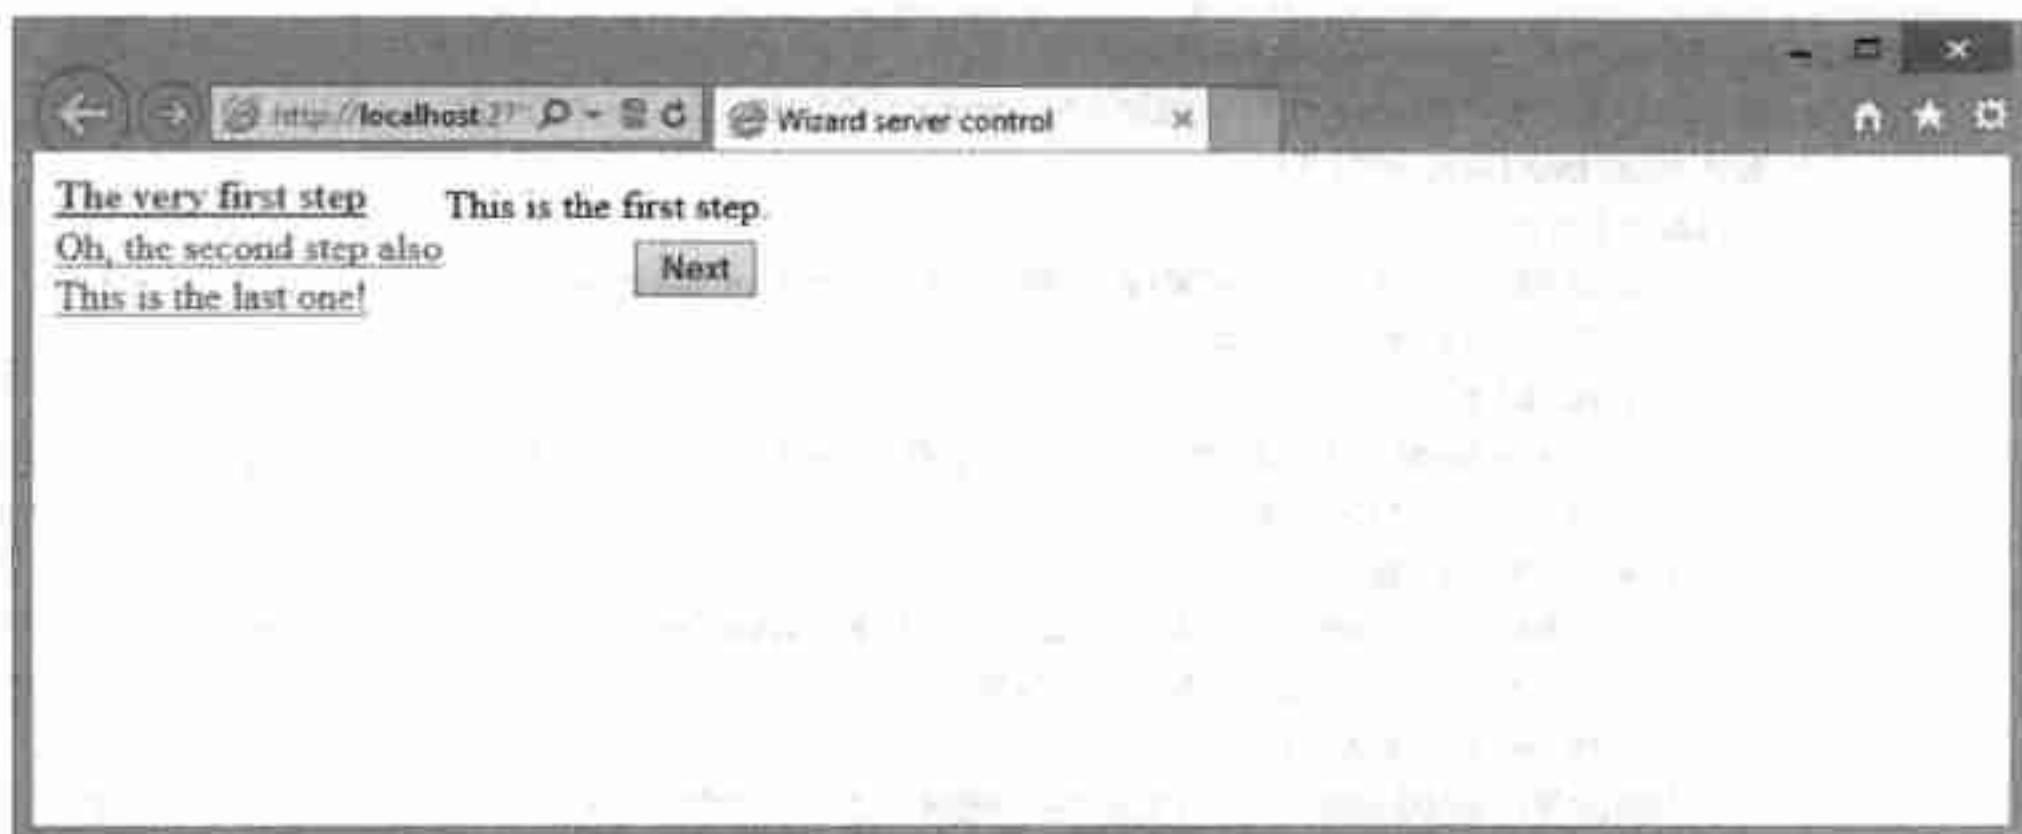 http://localhost:27
Wizard server control
The very first step
Oh, the second step also
This is the last one!
This is the first step.
Next